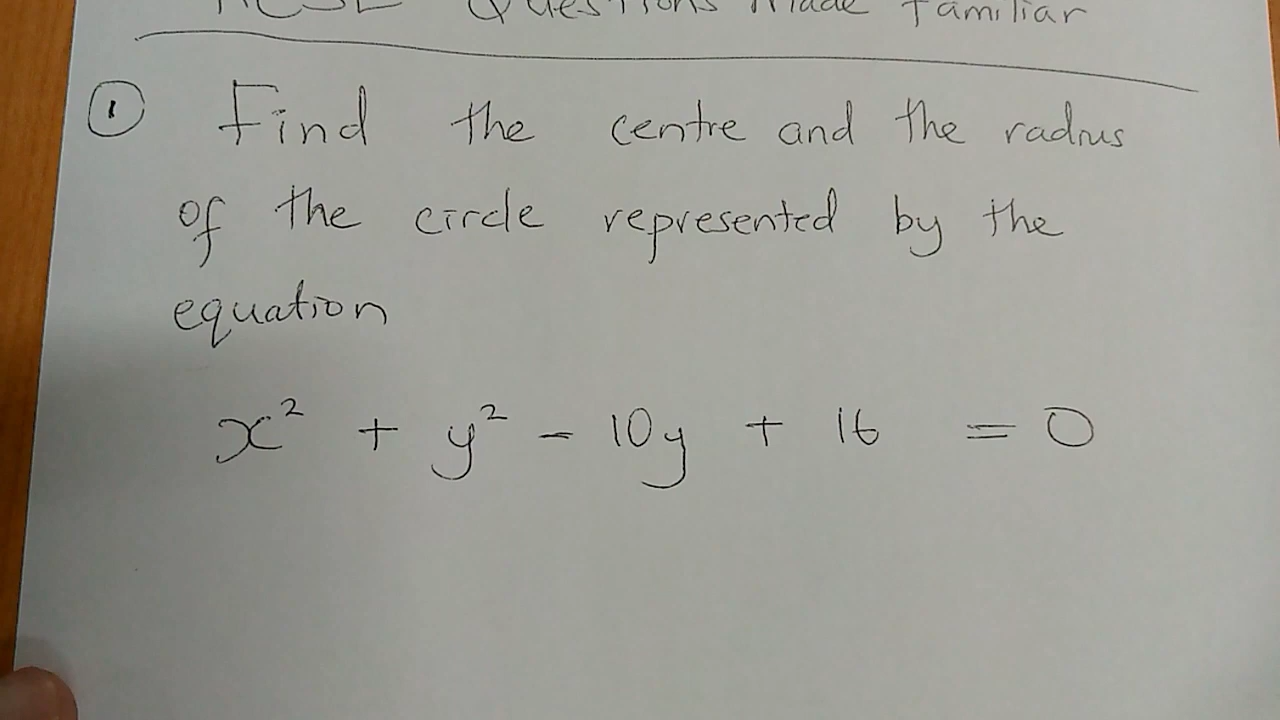 Questions Made Familiar
① Find the centre and the radius
of the circle represented by the
equation
x² + y² - 10y + 16 = 0